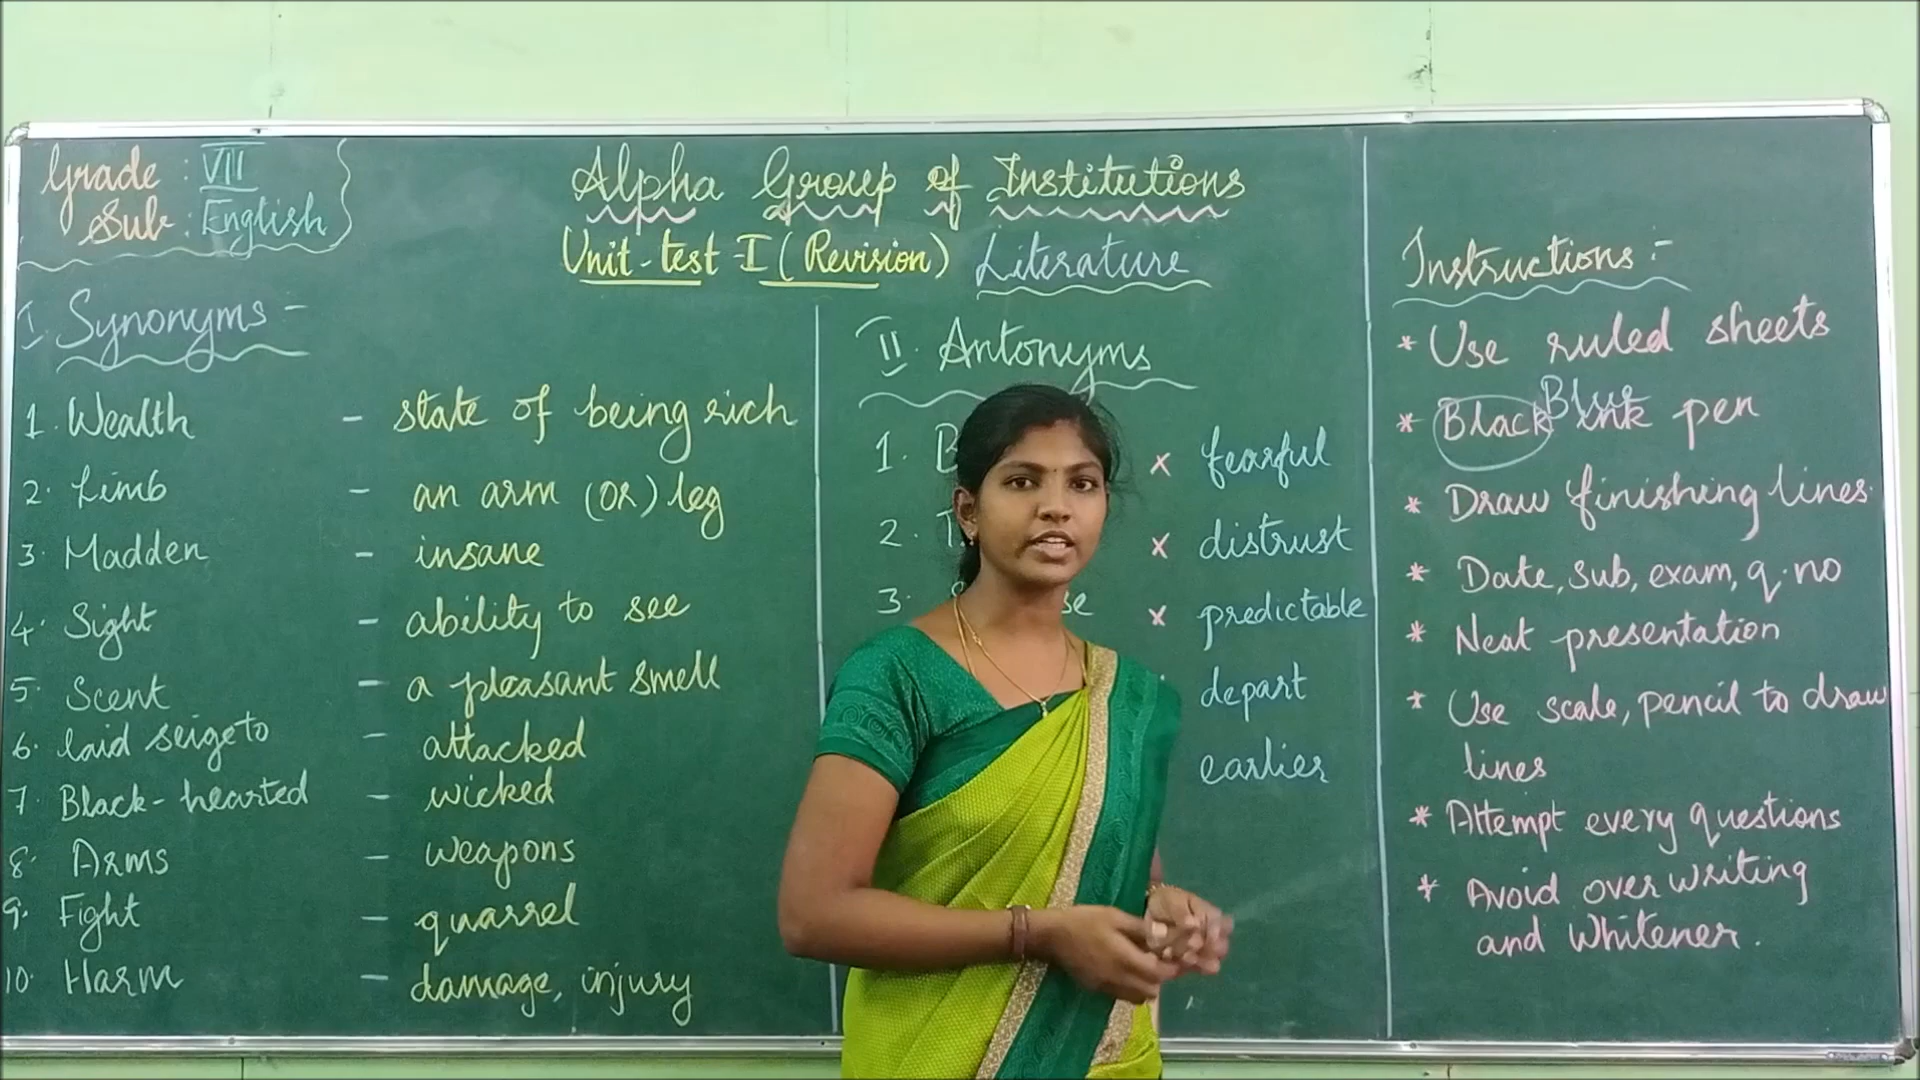 Grade : VII
Sub : English
Alpha Group of Institutions
Unit-test-I (Revision) Literature
I. Synonyms -
1. Wealth - state of being rich
2. Limb - an arm (OR) leg
3. Madden - insane
4. Sight - ability to see
5. Scent - a pleasant smell
6. laid seige to - attacked
7. Black-hearted - wicked
8. Arms - weapons
9. Fight - quarrel
10. Harm - damage, injury
II. Antonyms
1. x fearful
2. x distrust
3. x predictable
depart
earlier
Instructions :-
* Use ruled sheets
* Black Blue ink pen
* Draw finishing lines.
* Date, sub, exam, q.no
* Neat presentation
* Use scale, pencil to draw
lines
* Attempt every questions
* Avoid over writing
and Whitener.